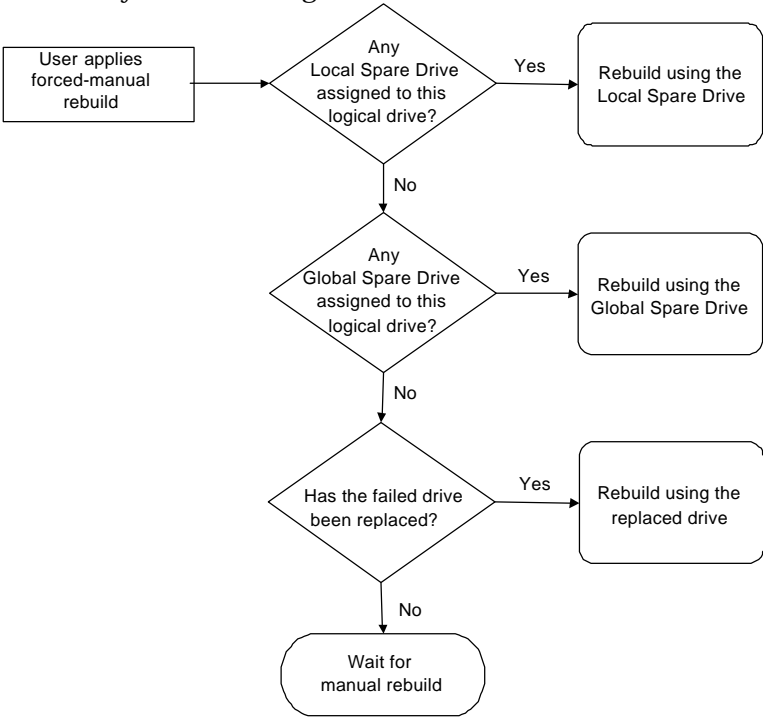 User applies
forced-manual
rebuild
Any
Local Spare Drive
assigned to this
logical drive?
Yes
Rebuild using the
Local Spare Drive
No
Any
Global Spare Drive
assigned to this
logical drive?
Yes
Rebuild using the
Global Spare Drive
No
Has the failed drive
been replaced?
Yes
Rebuild using the
replaced drive
No
Wait for
manual rebuild